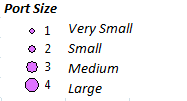 Port Size
1 Very Small
2 Small
3 Medium
4 Large